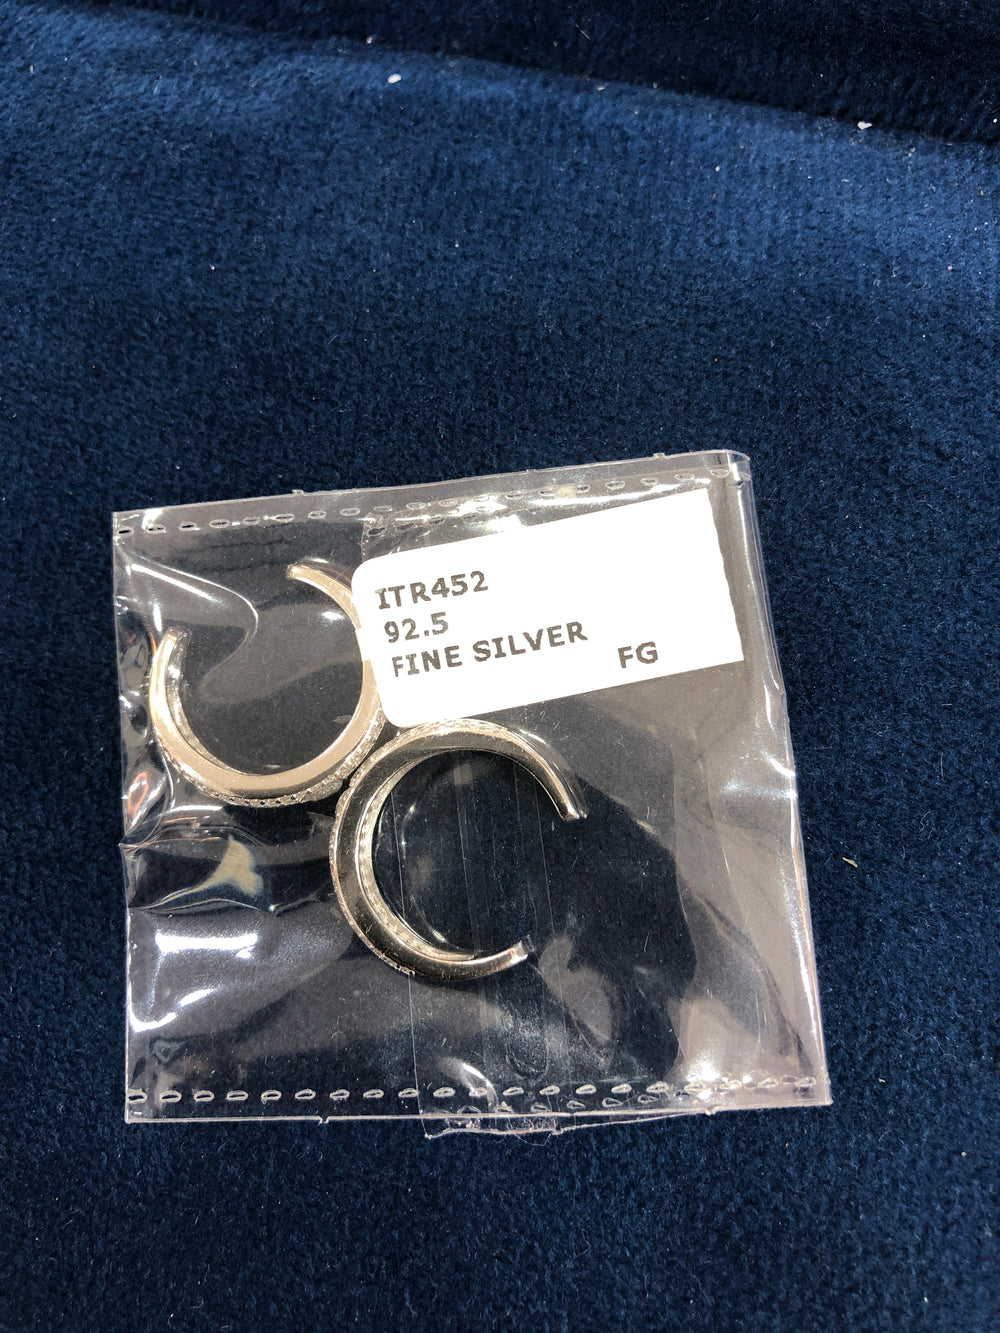 ITR452
92.5
FINE SILVER
FG